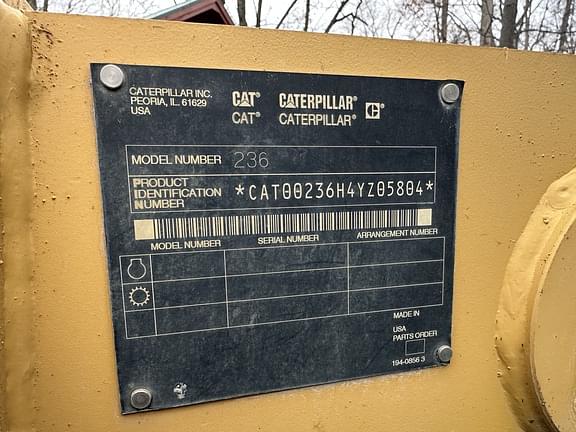 CATERPILLAR INC.
PEORIA, IL. 61629
USA
CAT® CATERPILLAR®
CAT® CATERPILLAR®
MODEL NUMBER 236
PRODUCT
IDENTIFICATION
NUMBER
*CAT00236H4YZ05804*
MODEL NUMBER SERIAL NUMBER ARRANGEMENT NUMBER
MADE IN
USA
PARTS ORDER
194-0856 3